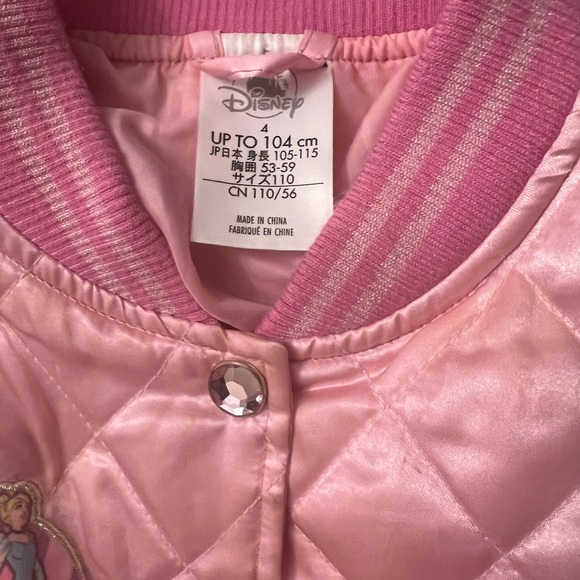 Disney
4
UP TO 104 cm
JP日本 身長 105-115
胸囲 53-59
サイズ110
CN 110/56
MADE IN CHINA
FABRIQUÉ EN CHINE